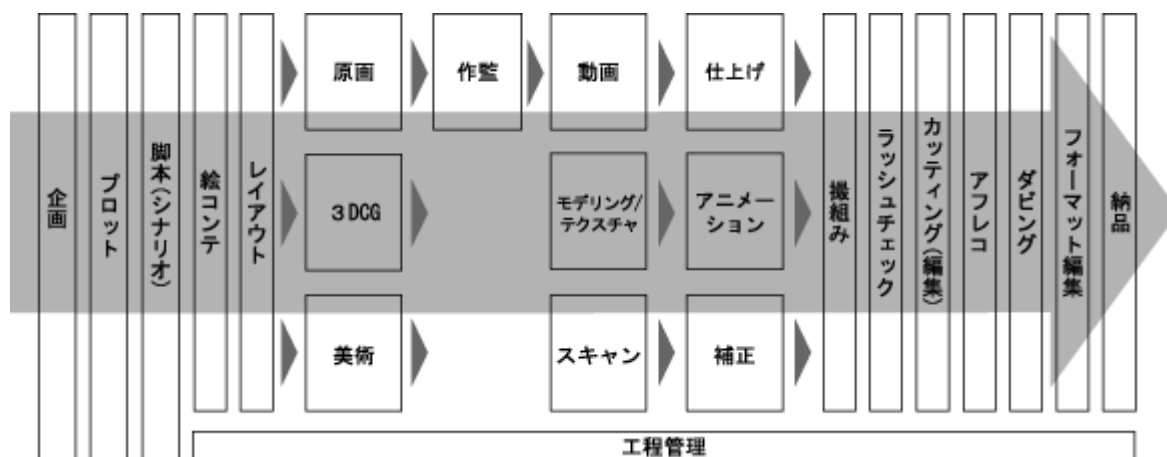 企画
プロット
脚本(シナリオ)
絵コンテ
レイアウト
原画
作監
動画
仕上げ
3DCG
モデリング/
テクスチャ
アニメー
ション
美術
スキャン
補正
撮組み
ラッシュチェック
カッティング(編集)
アフレコ
ダビング
フォーマット編集
納品
工程管理